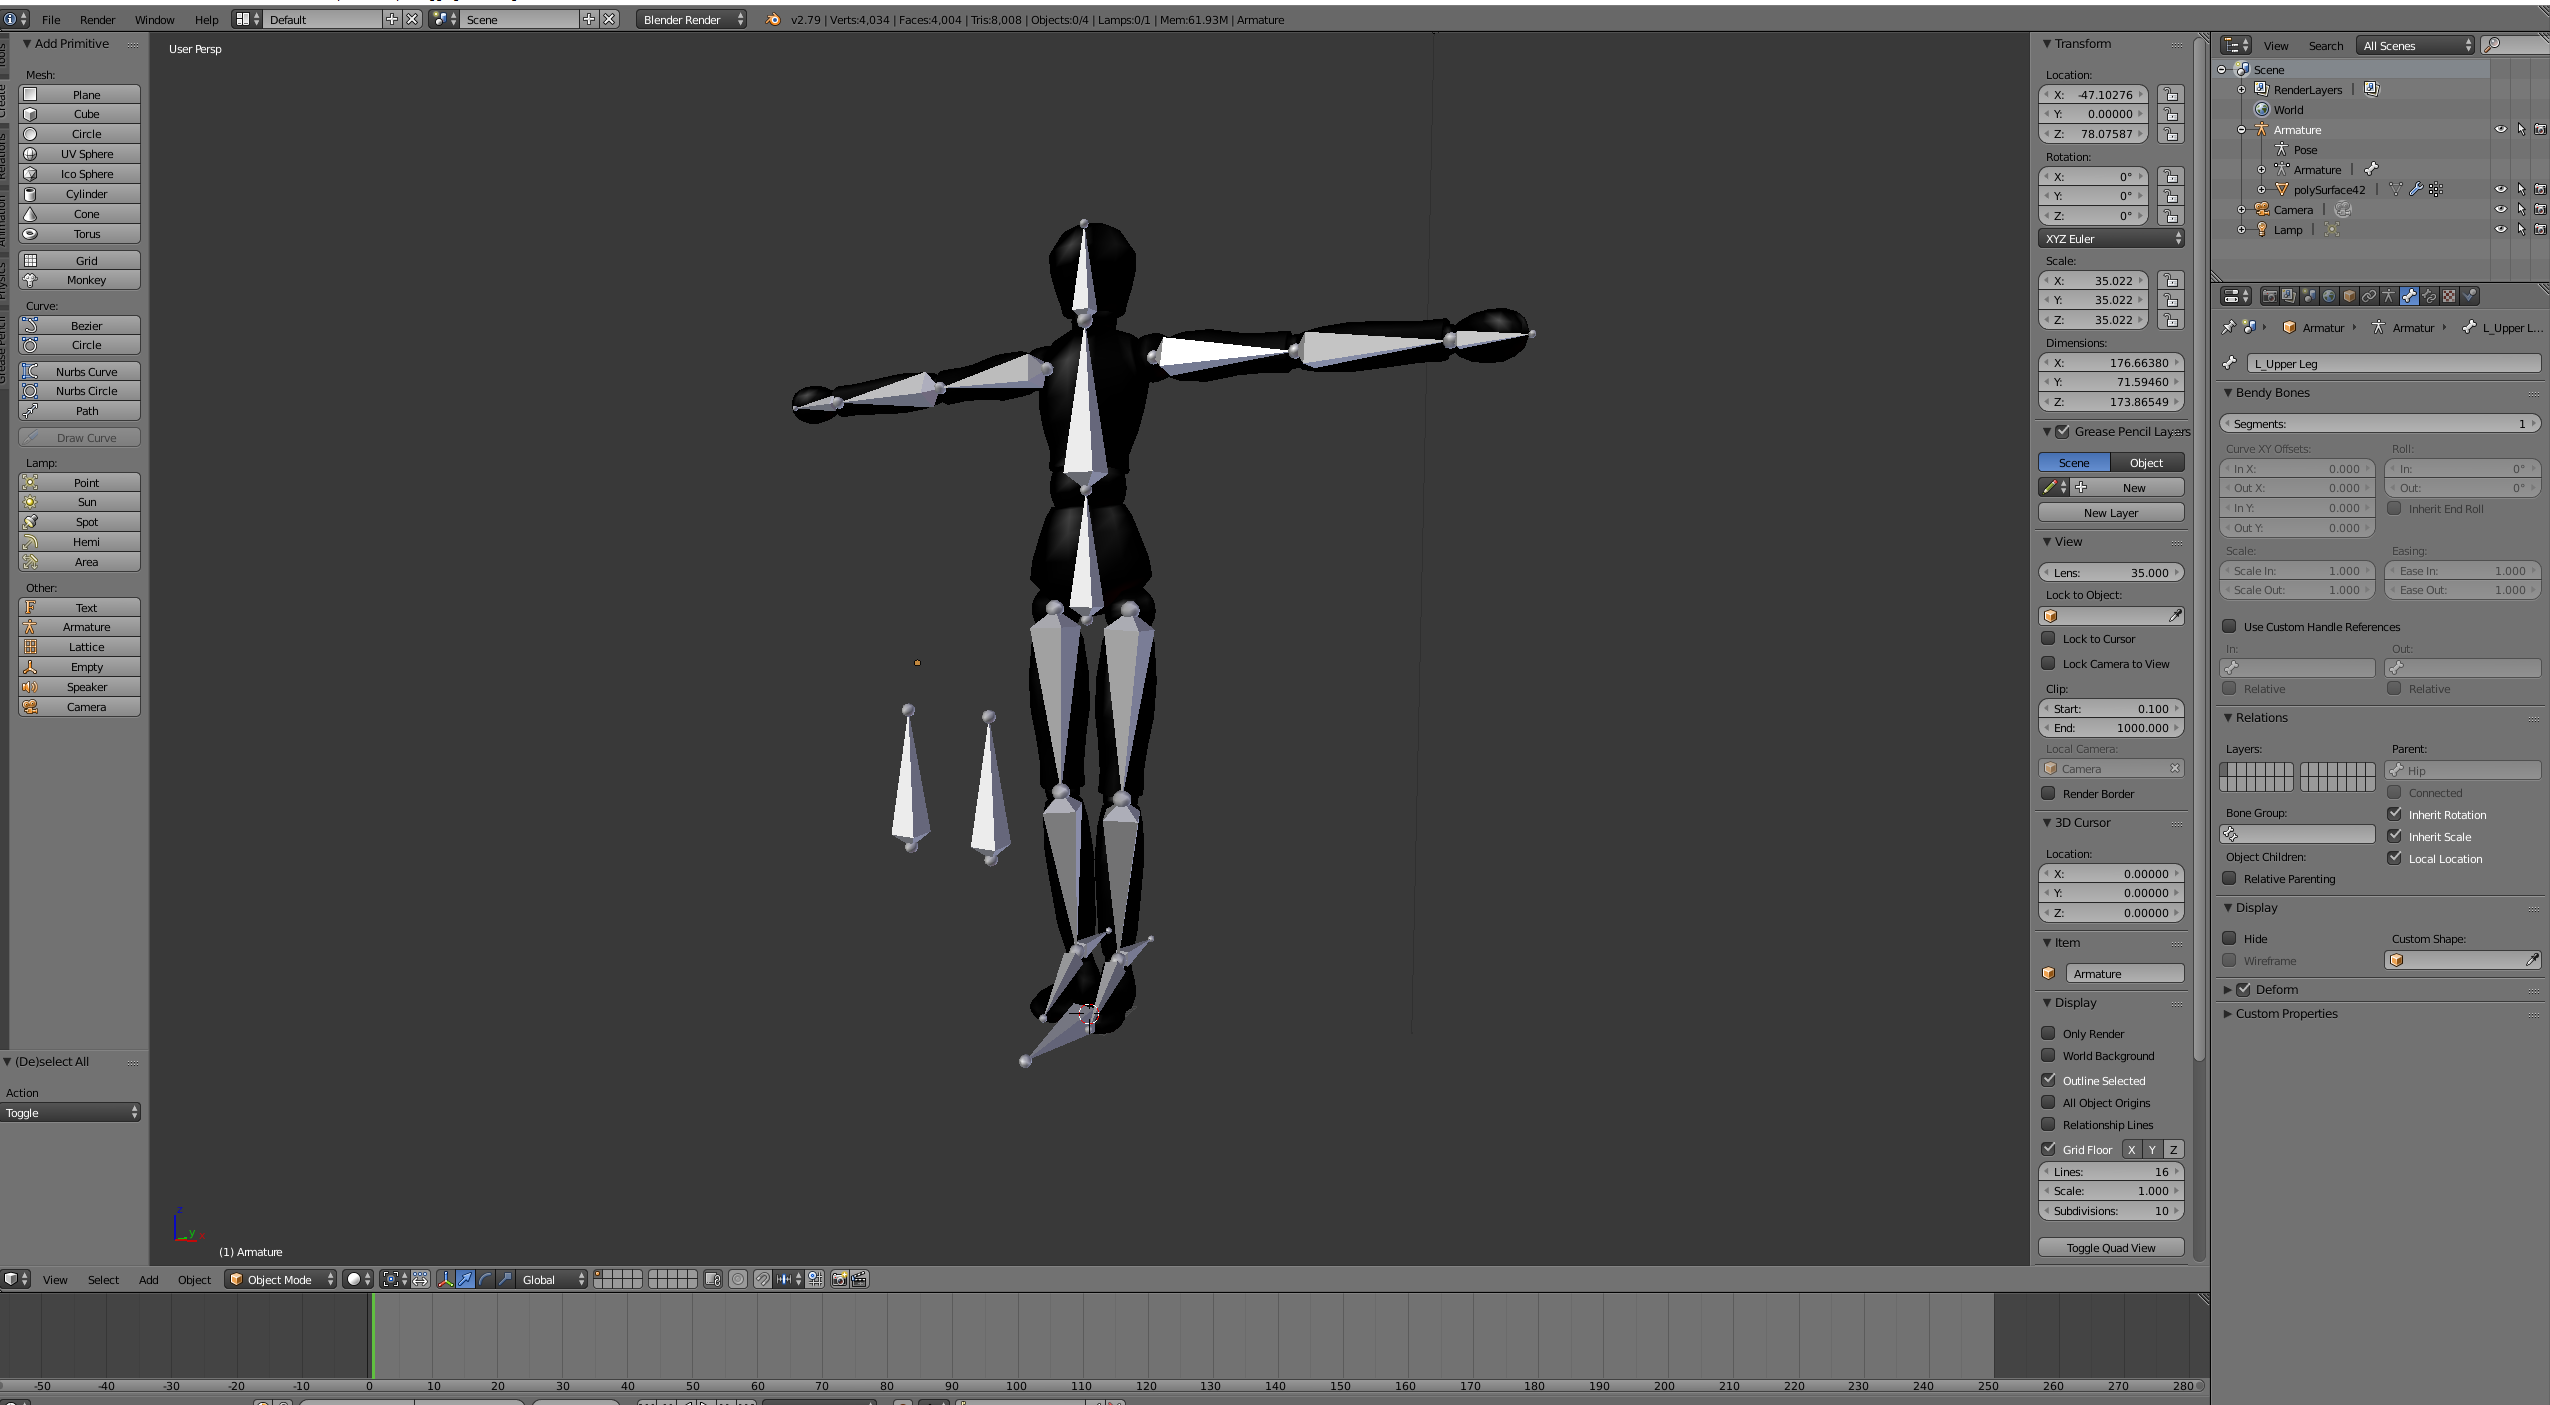 File Render Window Help Default Scene Blender Render v2.79 | Verts:4,034 | Faces:4,004 | Tris:8,008 | Objects:0/4 | Lamps:0/1 | Mem:61.93M | Armature
Add Primitive
Mesh:
Plane
Cube
Circle
UV Sphere
Ico Sphere
Cylinder
Cone
Torus
Grid
Monkey
Curve:
Bezier
Circle
Nurbs Curve
Nurbs Circle
Path
Draw Curve
Lamp:
Point
Sun
Spot
Hemi
Area
Other:
Text
Armature
Lattice
Empty
Speaker
Camera
(De)select All
Action
Toggle
Create
Relations
Animation
Physics
Grease Pencil
User Persp
z
y
(1) Armature
Transform
Location:
X: -47.10276
Y: 0.00000
Z: 78.07587
Rotation:
X: 0°
Y: 0°
Z: 0°
XYZ Euler
Scale:
X: 35.022
Y: 35.022
Z: 35.022
Dimensions:
X: 176.66380
Y: 71.59460
Z: 173.86549
Grease Pencil Layers
Scene Object
New
New Layer
View
Lens: 35.000
Lock to Object:
Lock to Cursor
Lock Camera to View
Clip:
Start: 0.100
End: 1000.000
Local Camera:
Camera
Render Border
3D Cursor
Location:
X: 0.00000
Y: 0.00000
Z: 0.00000
Item
Armature
Display
Only Render
World Background
Outline Selected
All Object Origins
Relationship Lines
Grid Floor X Y Z
Lines: 16
Scale: 1.000
Subdivisions: 10
Toggle Quad View
View Search All Scenes
Scene
RenderLayers |
World
Armature
Pose
Armature |
polySurface42 |
Camera |
Lamp |
Armatur Armatur L_Upper L...
L_Upper Leg
Bendy Bones
Segments: 1
Curve XY Offsets: Roll:
In X: 0.000 In: 0°
Out X: 0.000 Out: 0°
In Y: 0.000 Inherit End Roll
Out Y: 0.000
Scale: Easing:
Scale In: 1.000 Ease In: 1.000
Scale Out: 1.000 Ease Out: 1.000
Use Custom Handle References
In: Out:
Relative Relative
Relations
Layers: Parent:
Hip
Connected
Bone Group: Inherit Rotation
Inherit Scale
Object Children: Local Location
Relative Parenting
Display
Hide Custom Shape:
Wireframe
Deform
Custom Properties
View Select Add Object Object Mode Global
-50 -40 -30 -20 -10 0 10 20 30 40 50 60 70 80 90 100 110 120 130 140 150 160 170 180 190 200 210 220 230 240 250 260 270 280